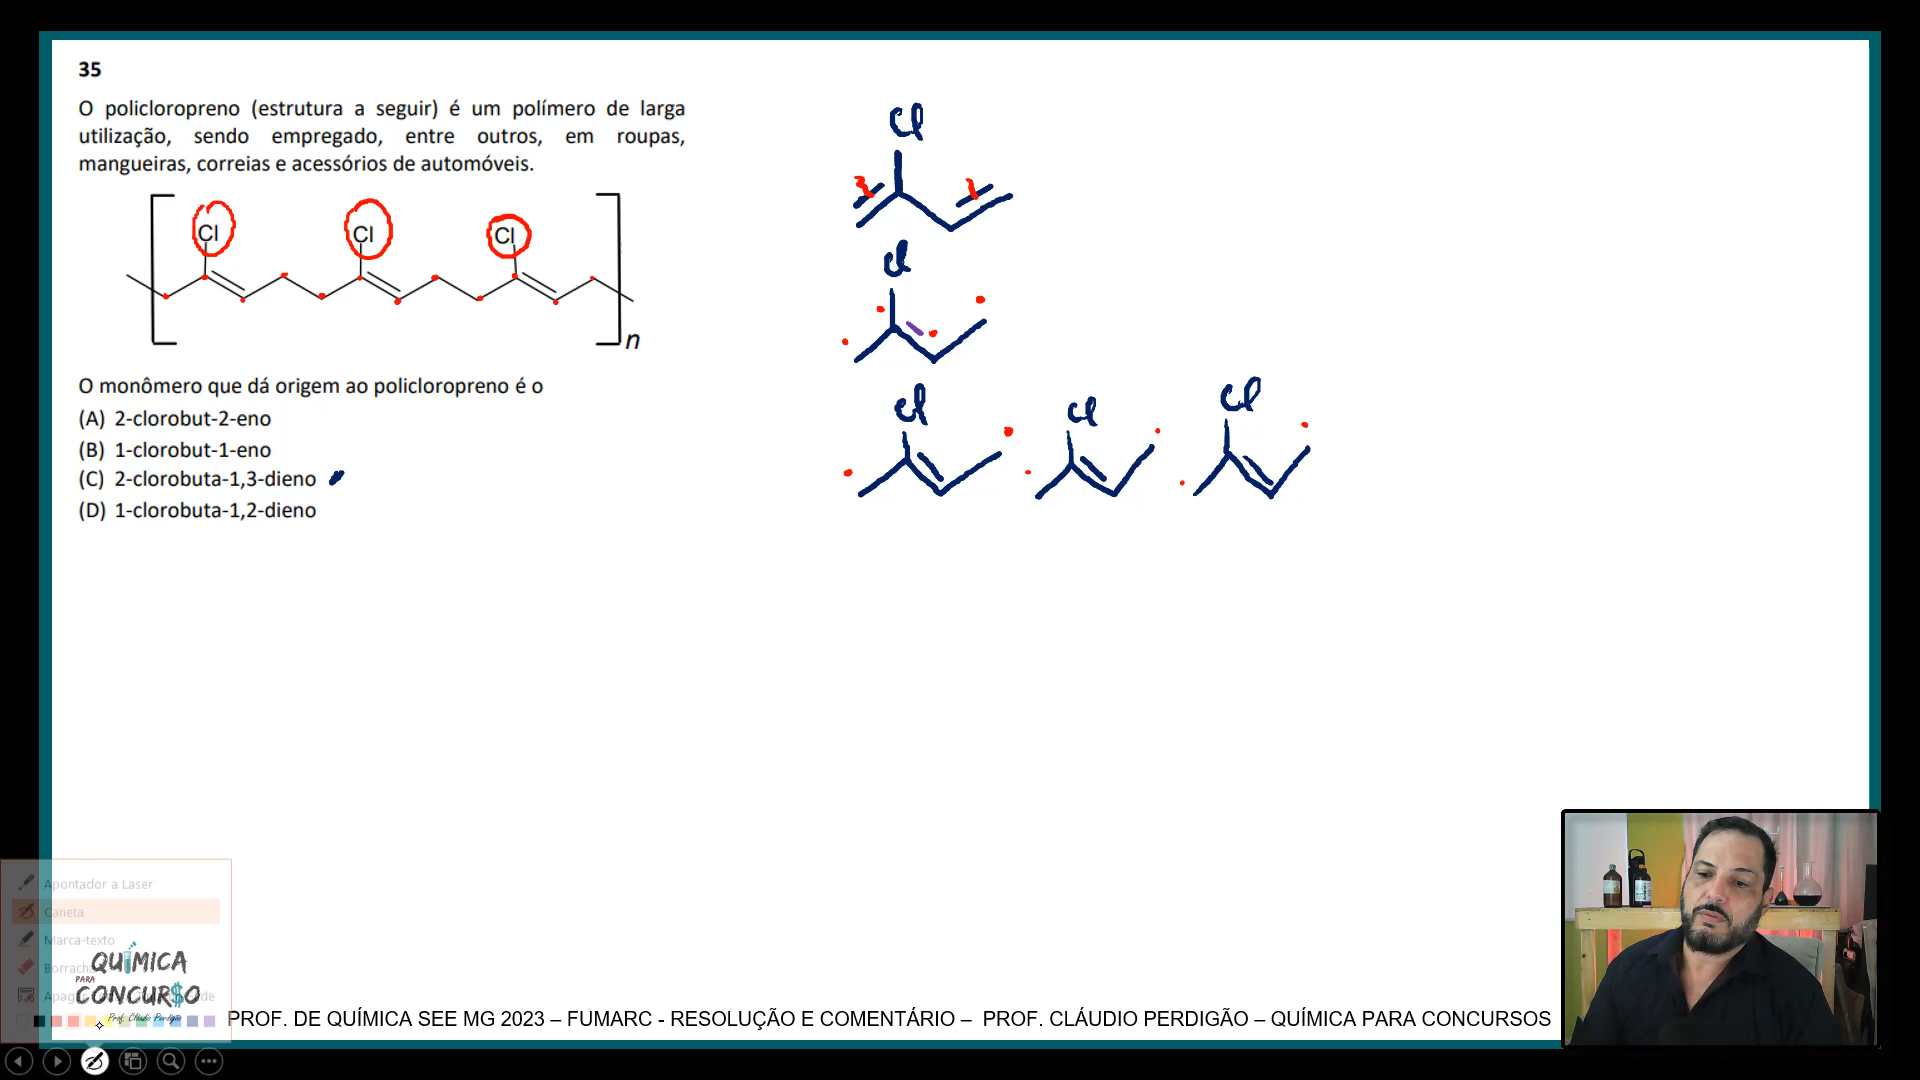 35
O policloropreno (estrutura a seguir) é um polímero de larga
utilização, sendo empregado, entre outros, em roupas,
mangueiras, correias e acessórios de automóveis.
Cl Cl Cl
n
O monômero que dá origem ao policloropreno é o
(A) 2-clorobut-2-eno
(B) 1-clorobut-1-eno
(C) 2-clorobuta-1,3-dieno
(D) 1-clorobuta-1,2-dieno
Cl
Cl
Cl Cl Cl
Apontador a Laser
Caneta
Marca-texto
QUÍMICA
PARA
CONCUR$O
Prof. Cláudio Perdigão
PROF. DE QUÍMICA SEE MG 2023 – FUMARC - RESOLUÇÃO E COMENTÁRIO – PROF. CLÁUDIO PERDIGÃO – QUÍMICA PARA CONCURSOS